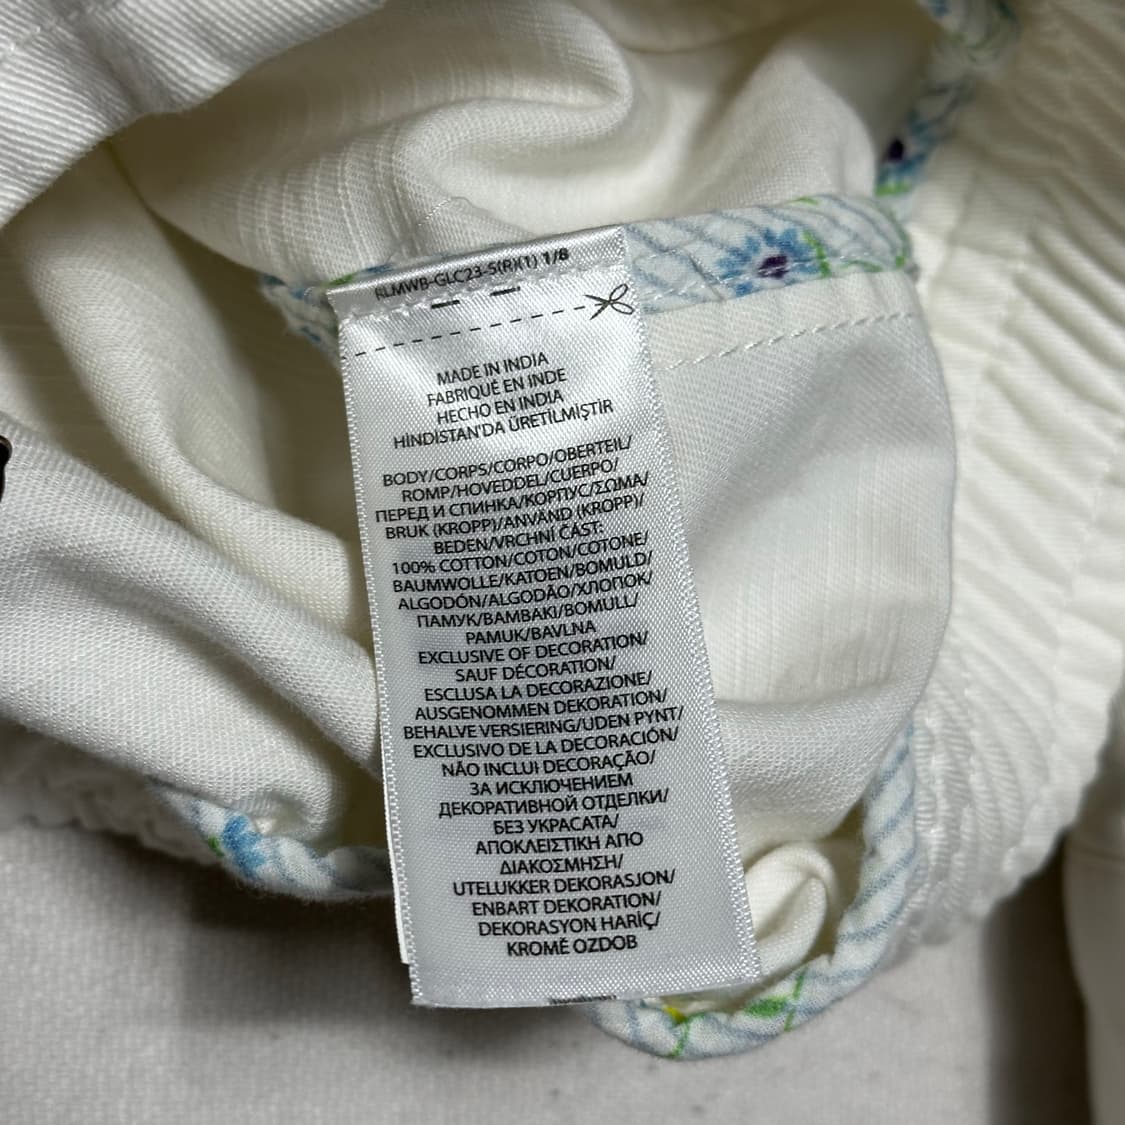 RLMWB-GLC23-S(R)(1) 1/8
MADE IN INDIA
FABRIQUÉ EN INDE
HECHO EN INDIA
HİNDİSTAN'DA ÜRETİLMİŞTİR
BODY/CORPS/CORPO/OBERTEIL/
ROMP/HOVEDDEL/CUERPO/
ПЕРЕД И СПИНКА/КОРПУС/ΣΩΜΑ/
BRUK (KROPP)/ANVÄND (KROPP)/
BEDEN/VRCHNÍ ČÁST:
100% COTTON/COTON/COTONE/
BAUMWOLLE/KATOEN/BOMULD/
ALGODÓN/ALGODÃO/ХЛОПОК/
ПАМУК/ΒΑΜΒΑΚΙ/BOMULL/
PAMUK/BAVLNA
EXCLUSIVE OF DECORATION/
SAUF DÉCORATION/
ESCLUSA LA DECORAZIONE/
AUSGENOMMEN DEKORATION/
BEHALVE VERSIERING/UDEN PYNT/
EXCLUSIVO DE LA DECORACIÓN/
NÃO INCLUI DECORAÇÃO/
ЗА ИСКЛЮЧЕНИЕМ
ДЕКОРАТИВНОЙ ОТДЕЛКИ/
БЕЗ УКРАСАТА/
ΑΠΟΚΛΕΙΣΤΙΚΗ ΑΠΟ
ΔΙΑΚΟΣΜΗΣΗ/
UTELUKKER DEKORASJON/
ENBART DEKORATION/
DEKORASYON HARİÇ/
KROMĚ OZDOB